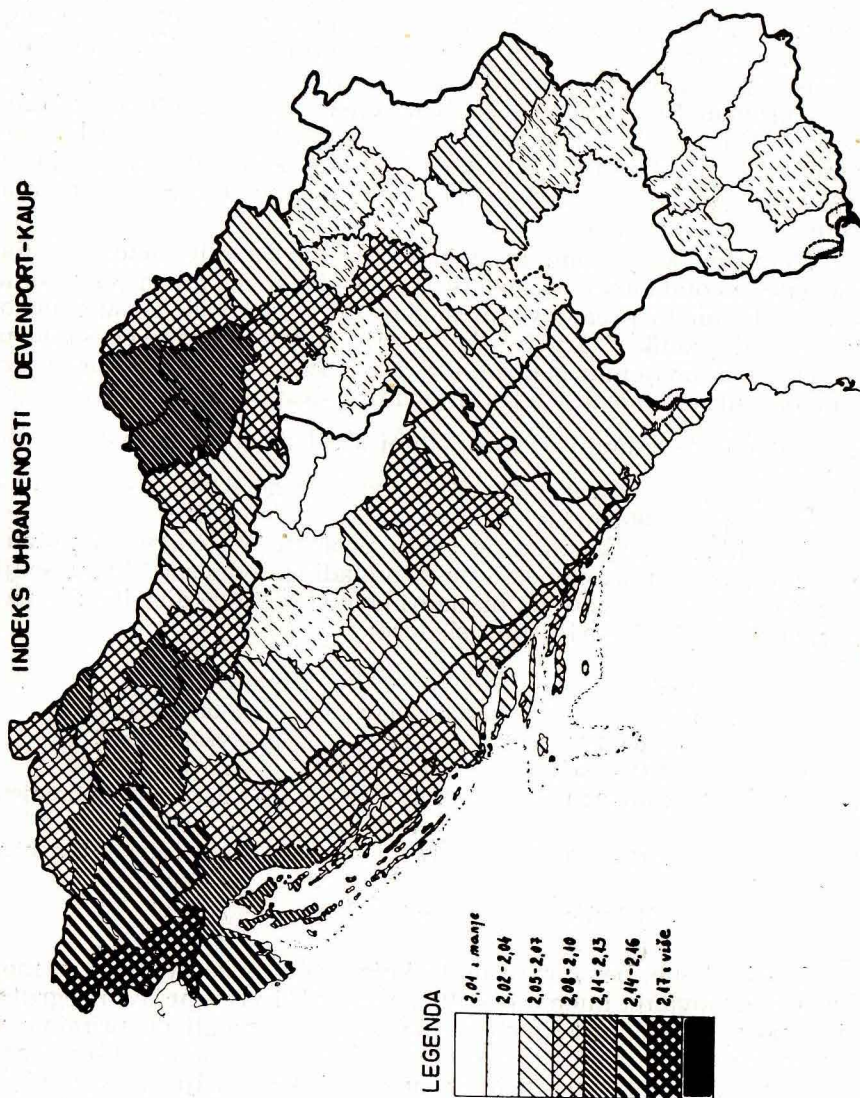 INDEKS UHRANJENOSTI DEVENPORT-KAUP
LEGENDA
2,01 i manje
2,02-2,04
2,05-2,07
2,08-2,10
2,11-2,13
2,14-2,16
2,17 i više